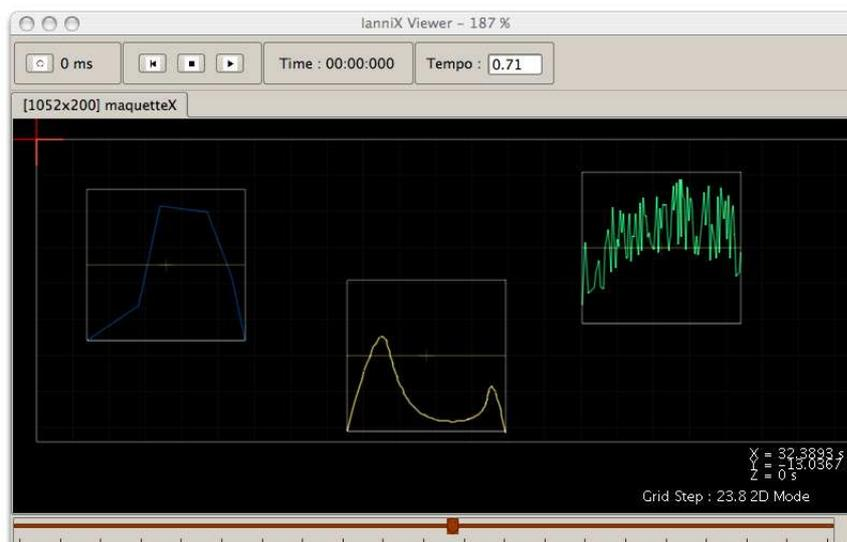 IanniX Viewer – 187 %
0 ms
Time : 00:00:000
Tempo : 0.71
[1052x200] maquetteX
X = 32.3893 s
Y = -13.0367
Z = 0 s
Grid Step : 23.8 2D Mode